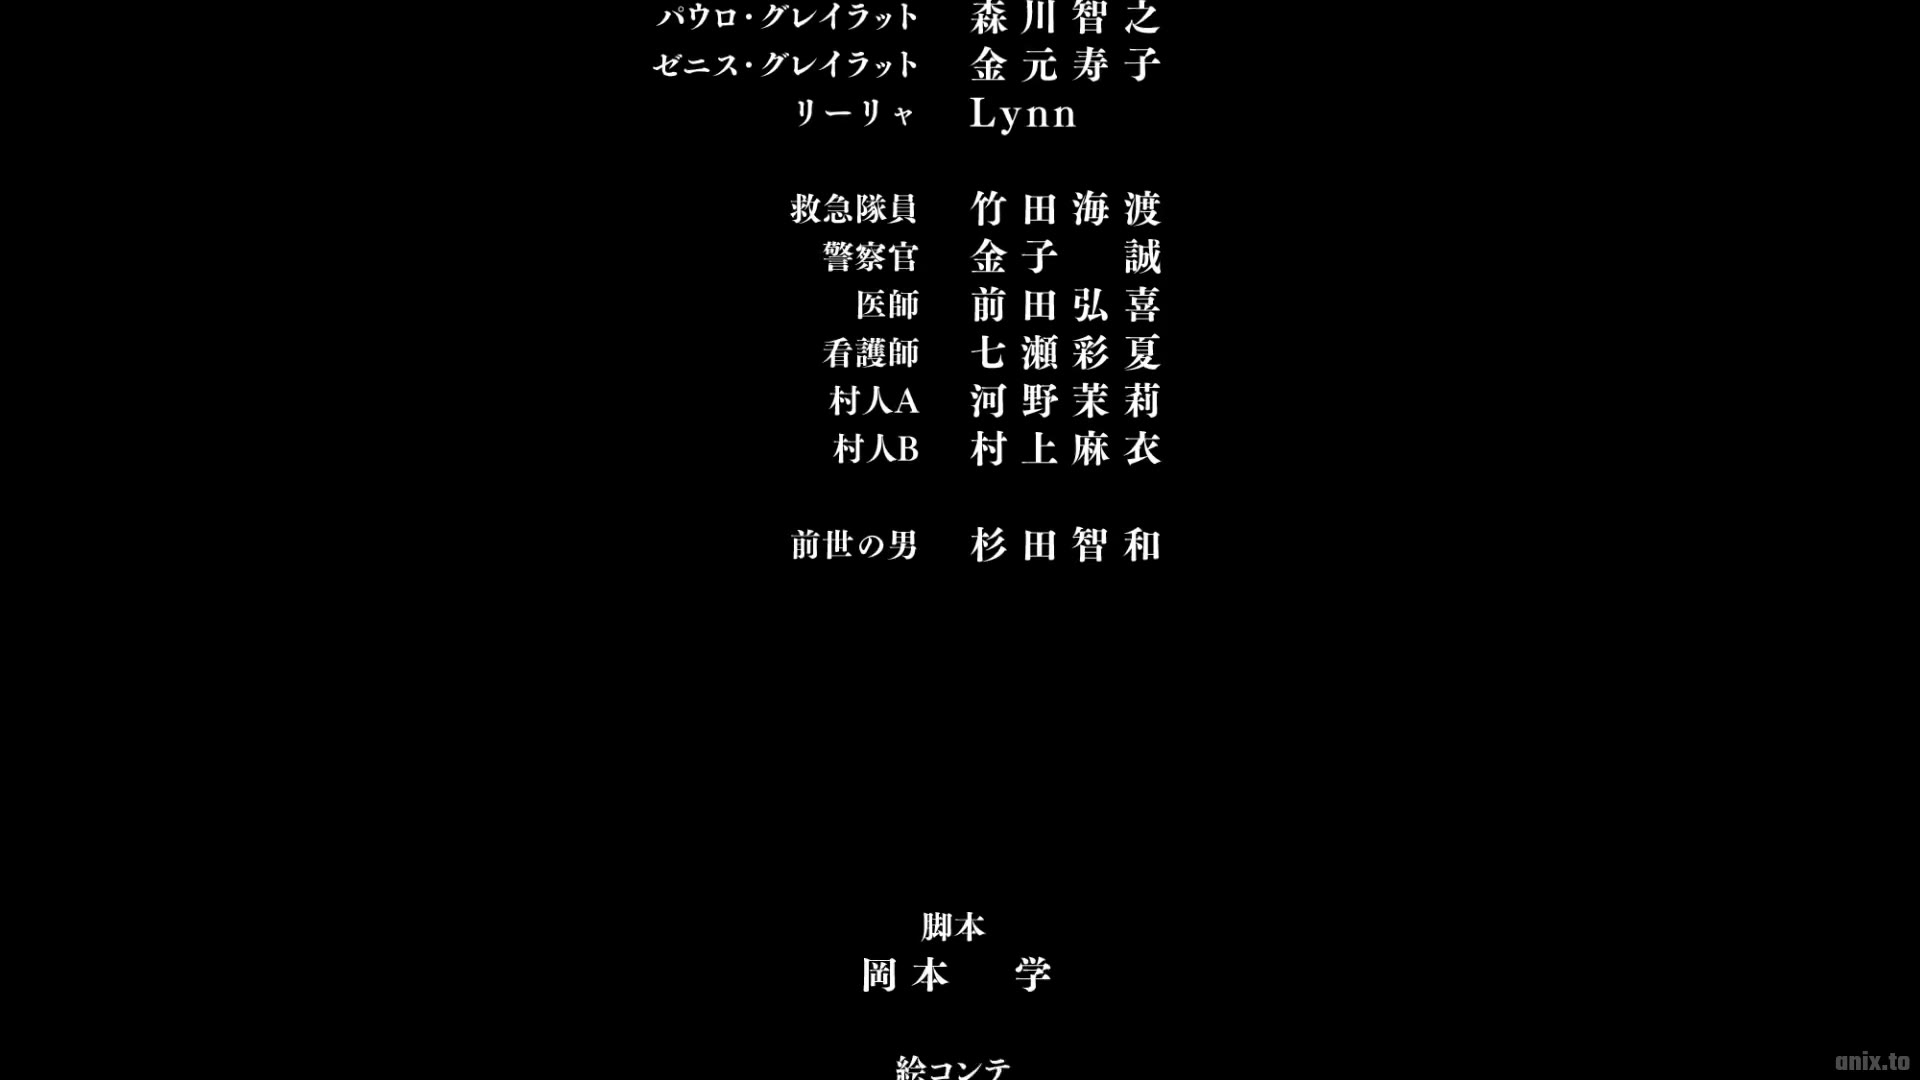 パウロ・グレイラット 森川智之
ゼニス・グレイラット 金元寿子
リーリャ Lynn
救急隊員 竹田海渡
警察官 金子 誠
医師 前田弘喜
看護師 七瀬彩夏
村人A 河野茉莉
村人B 村上麻衣
前世の男 杉田智和
脚本
岡本 学
絵コンテ
anix.to